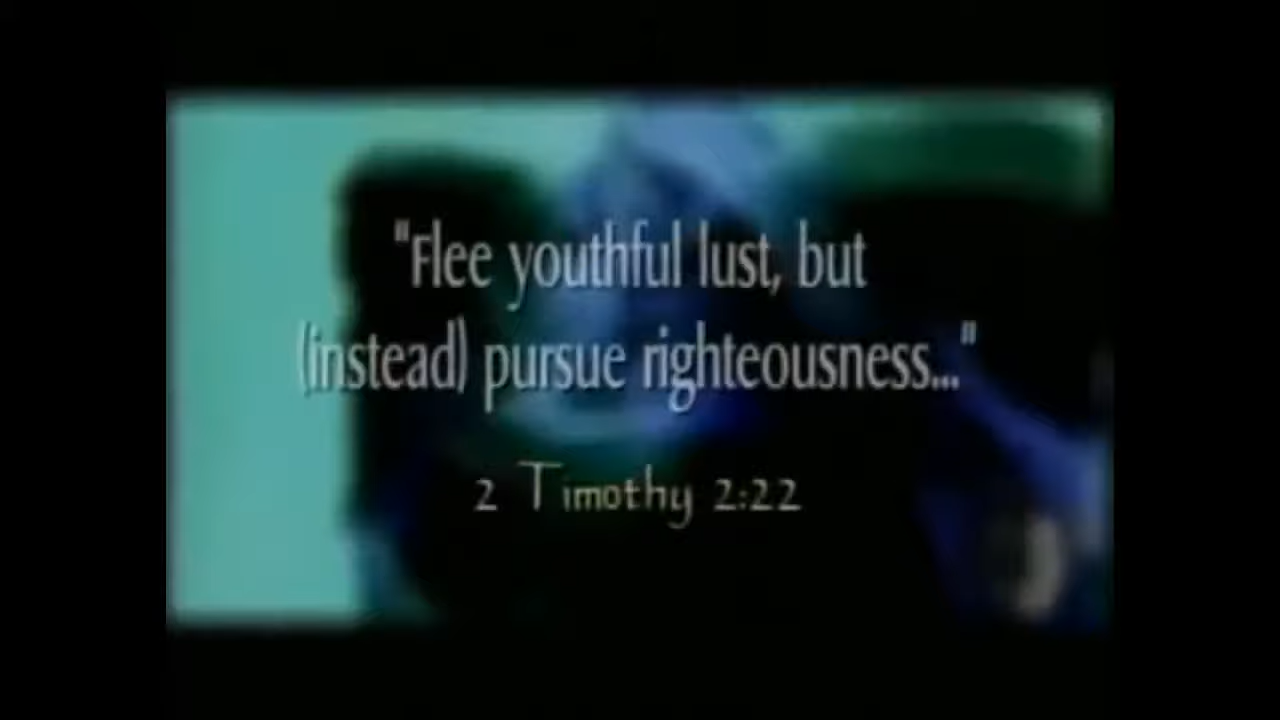 "Flee youthful lust, but
(instead) pursue righteousness..."
2 Timothy 2:22